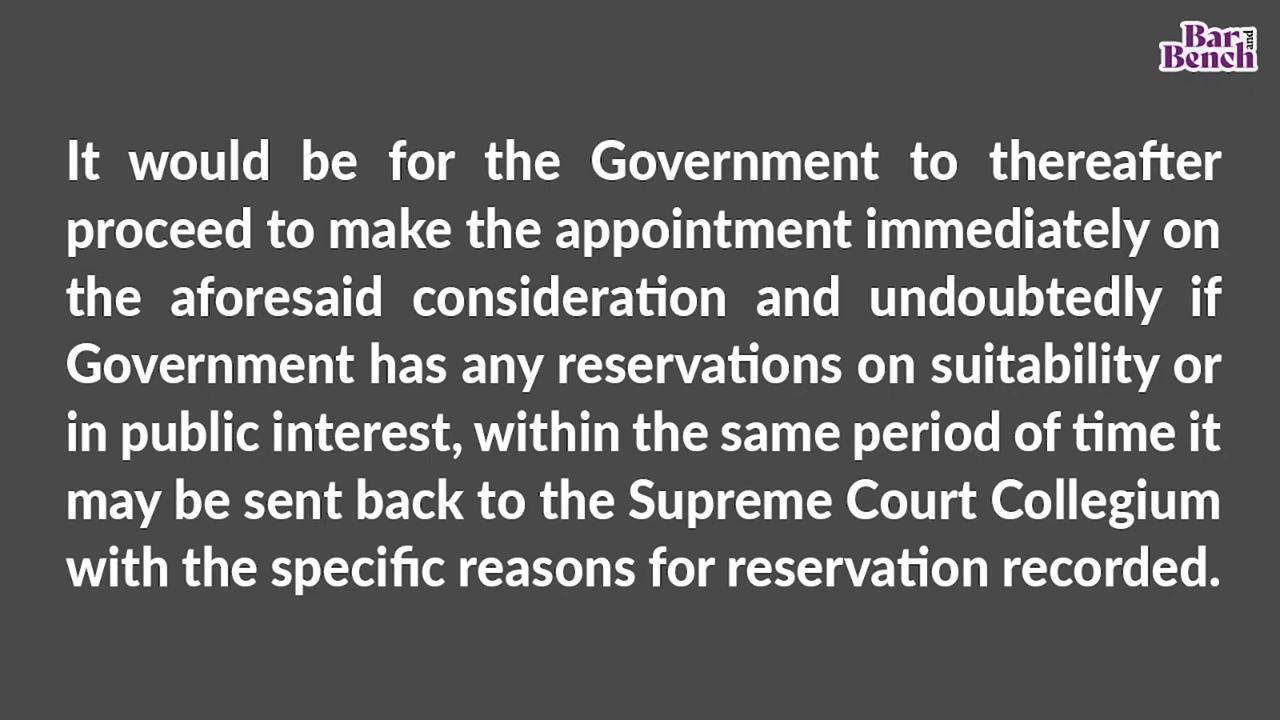 Bar and
Bench
It would be for the Government to thereafter
proceed to make the appointment immediately on
the aforesaid consideration and undoubtedly if
Government has any reservations on suitability or
in public interest, within the same period of time it
may be sent back to the Supreme Court Collegium
with the specific reasons for reservation recorded.